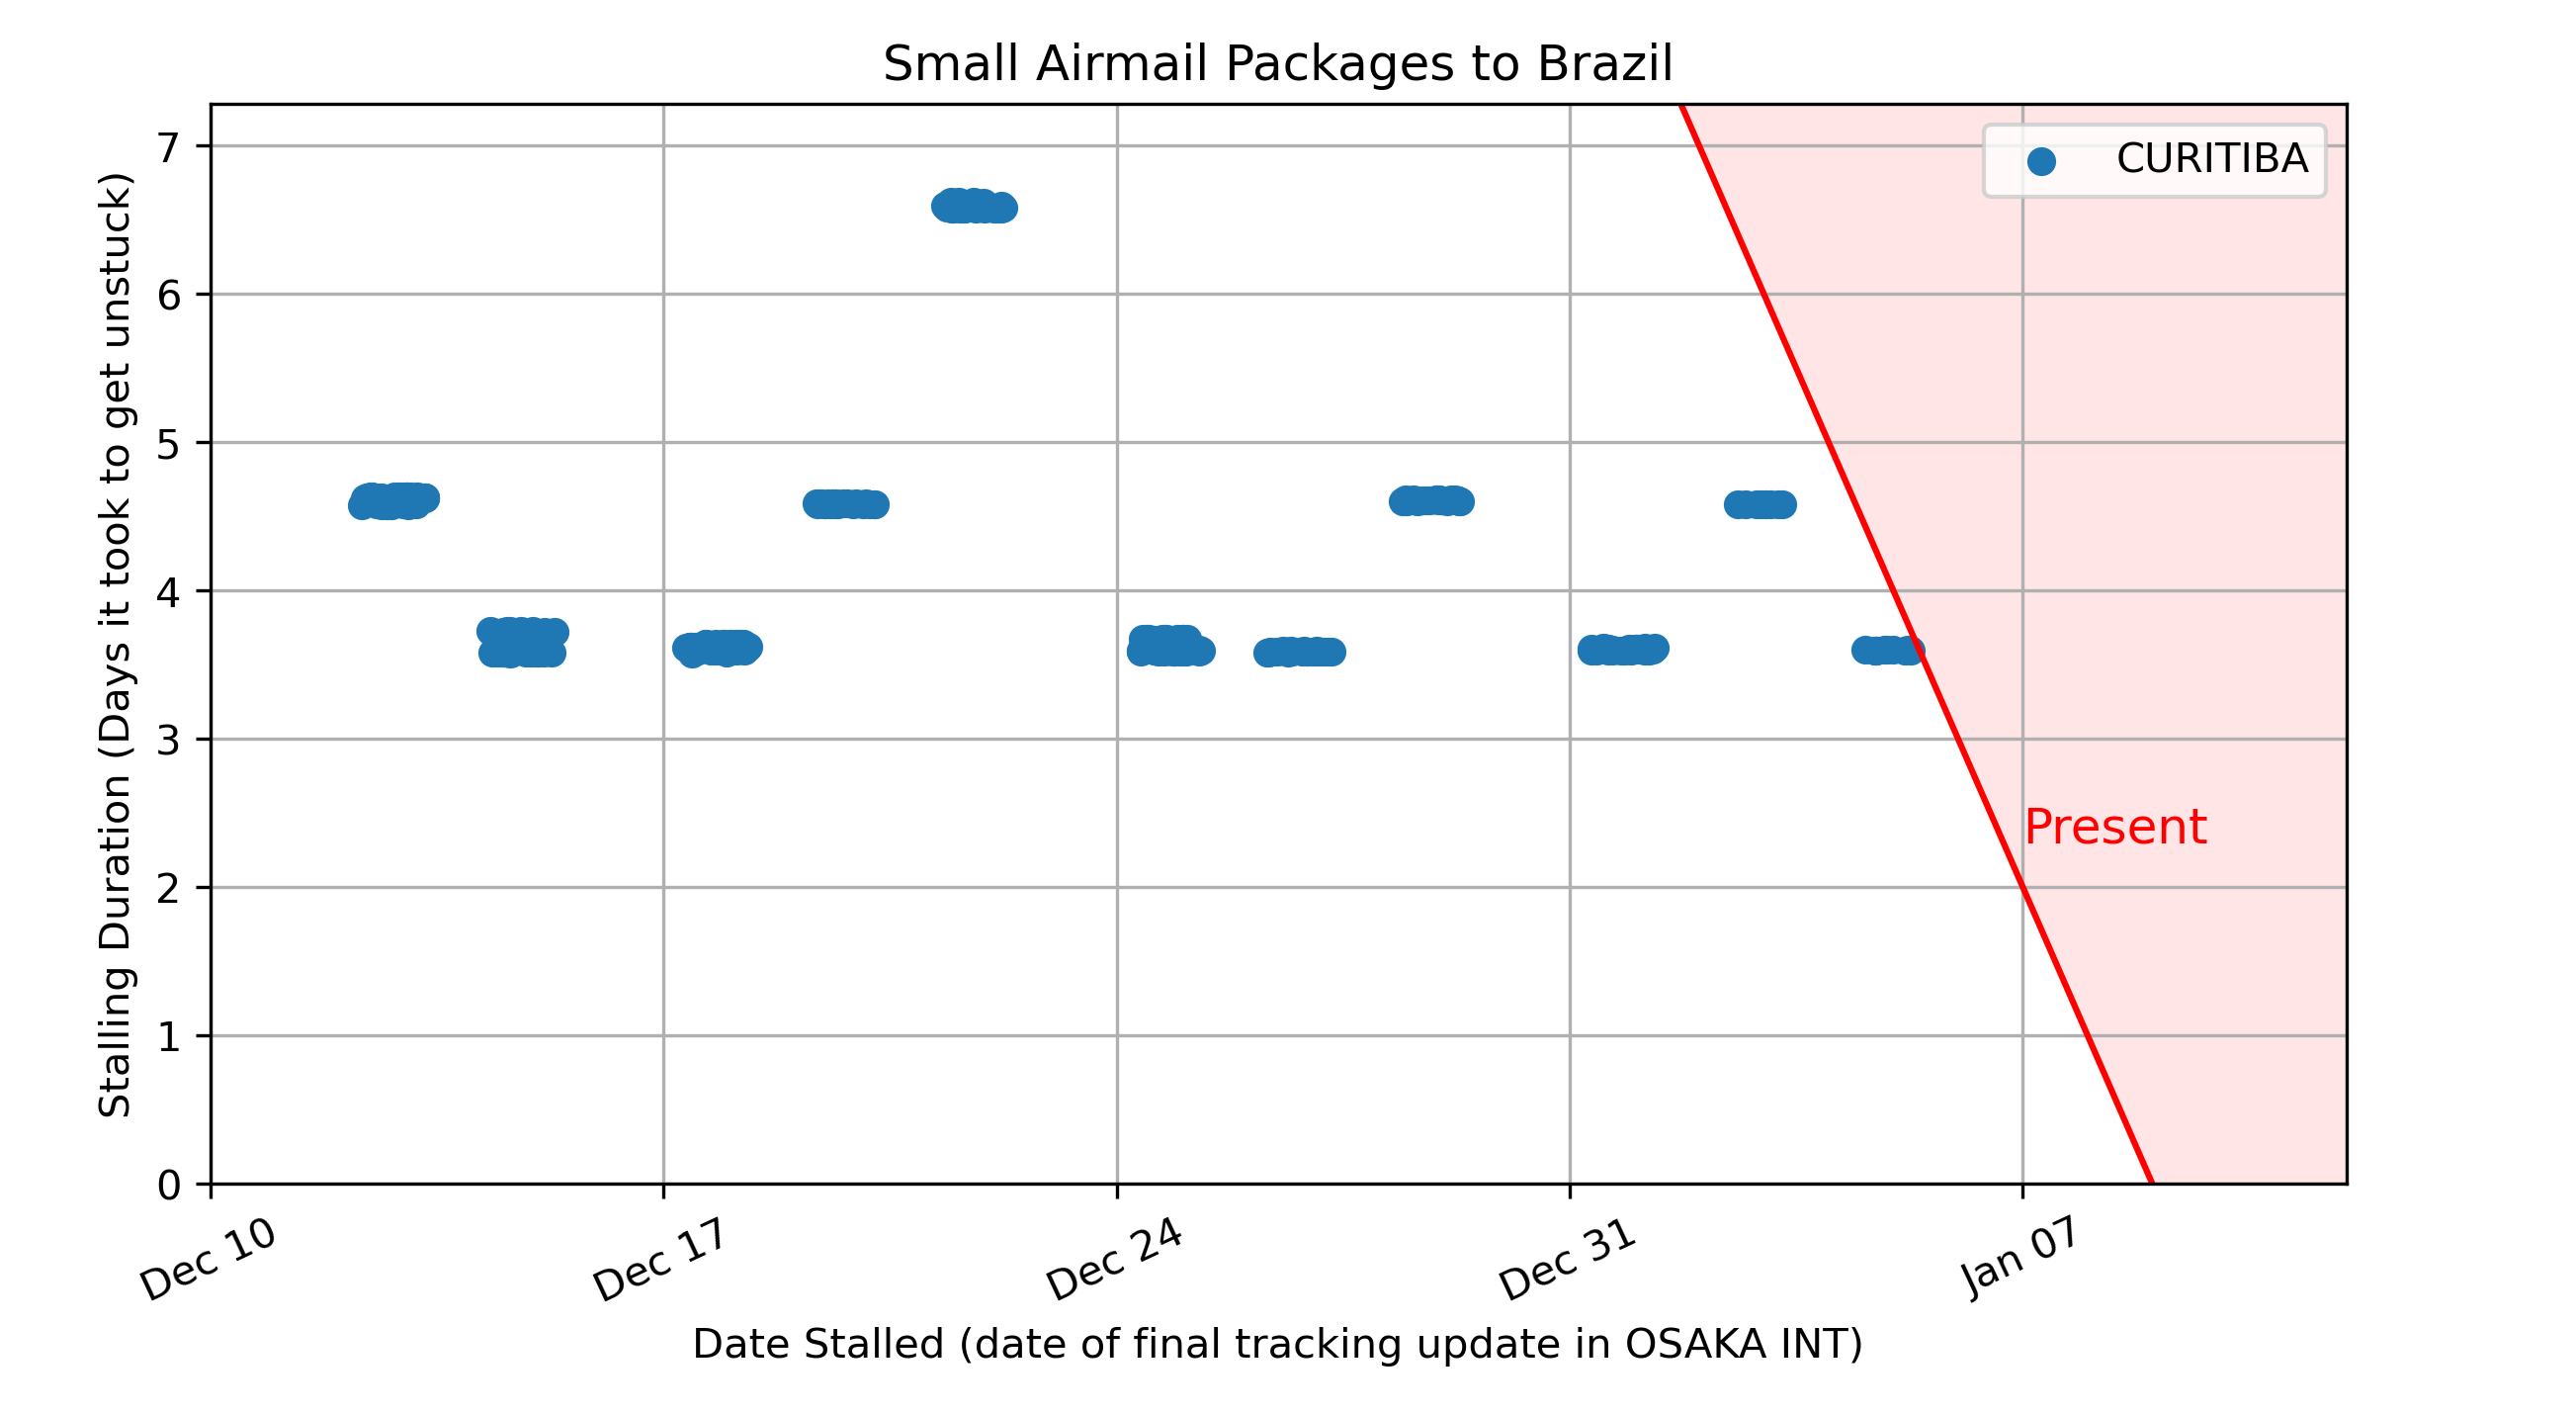 Small Airmail Packages to Brazil
Stalling Duration (Days it took to get unstuck)
7
6
5
4
3
2
1
0
CURITIBA
Present
Dec 10
Dec 17
Dec 24
Dec 31
Jan 07
Date Stalled (date of final tracking update in OSAKA INT)